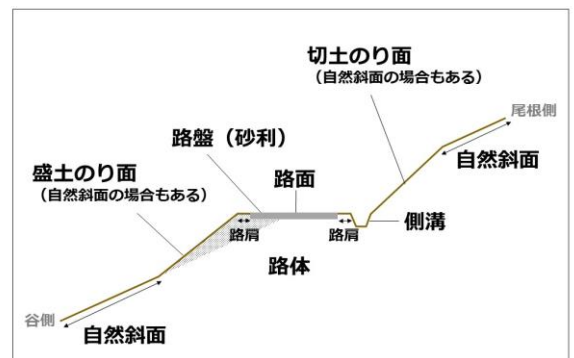 切土のり面
（自然斜面の場合もある）
尾根側
路盤（砂利）
自然斜面
盛土のり面
（自然斜面の場合もある）
路面
側溝
路肩
路肩
路体
谷側
自然斜面